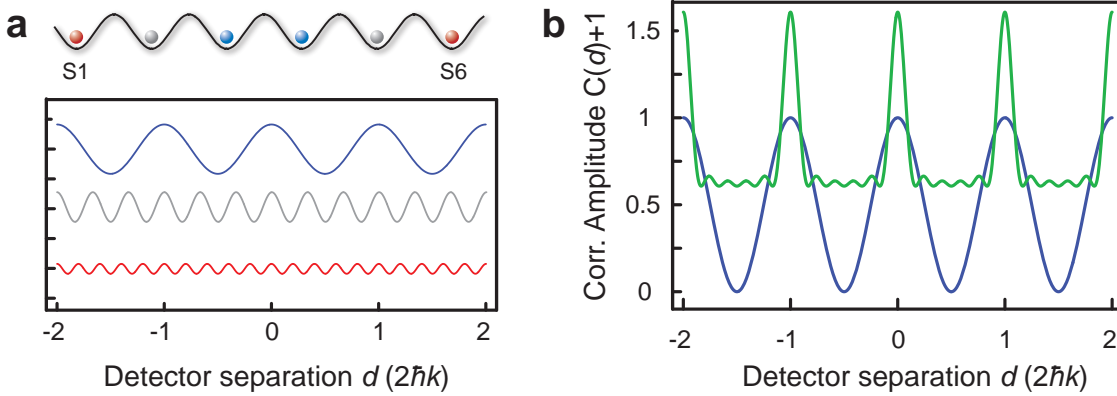 a
S1
S6
-2
-1
0
1
2
Detector separation d (2ħk)
b
Corr. Amplitude C(d)+1
1.5
1
0.5
0
-2
-1
0
1
2
Detector separation d (2ħk)